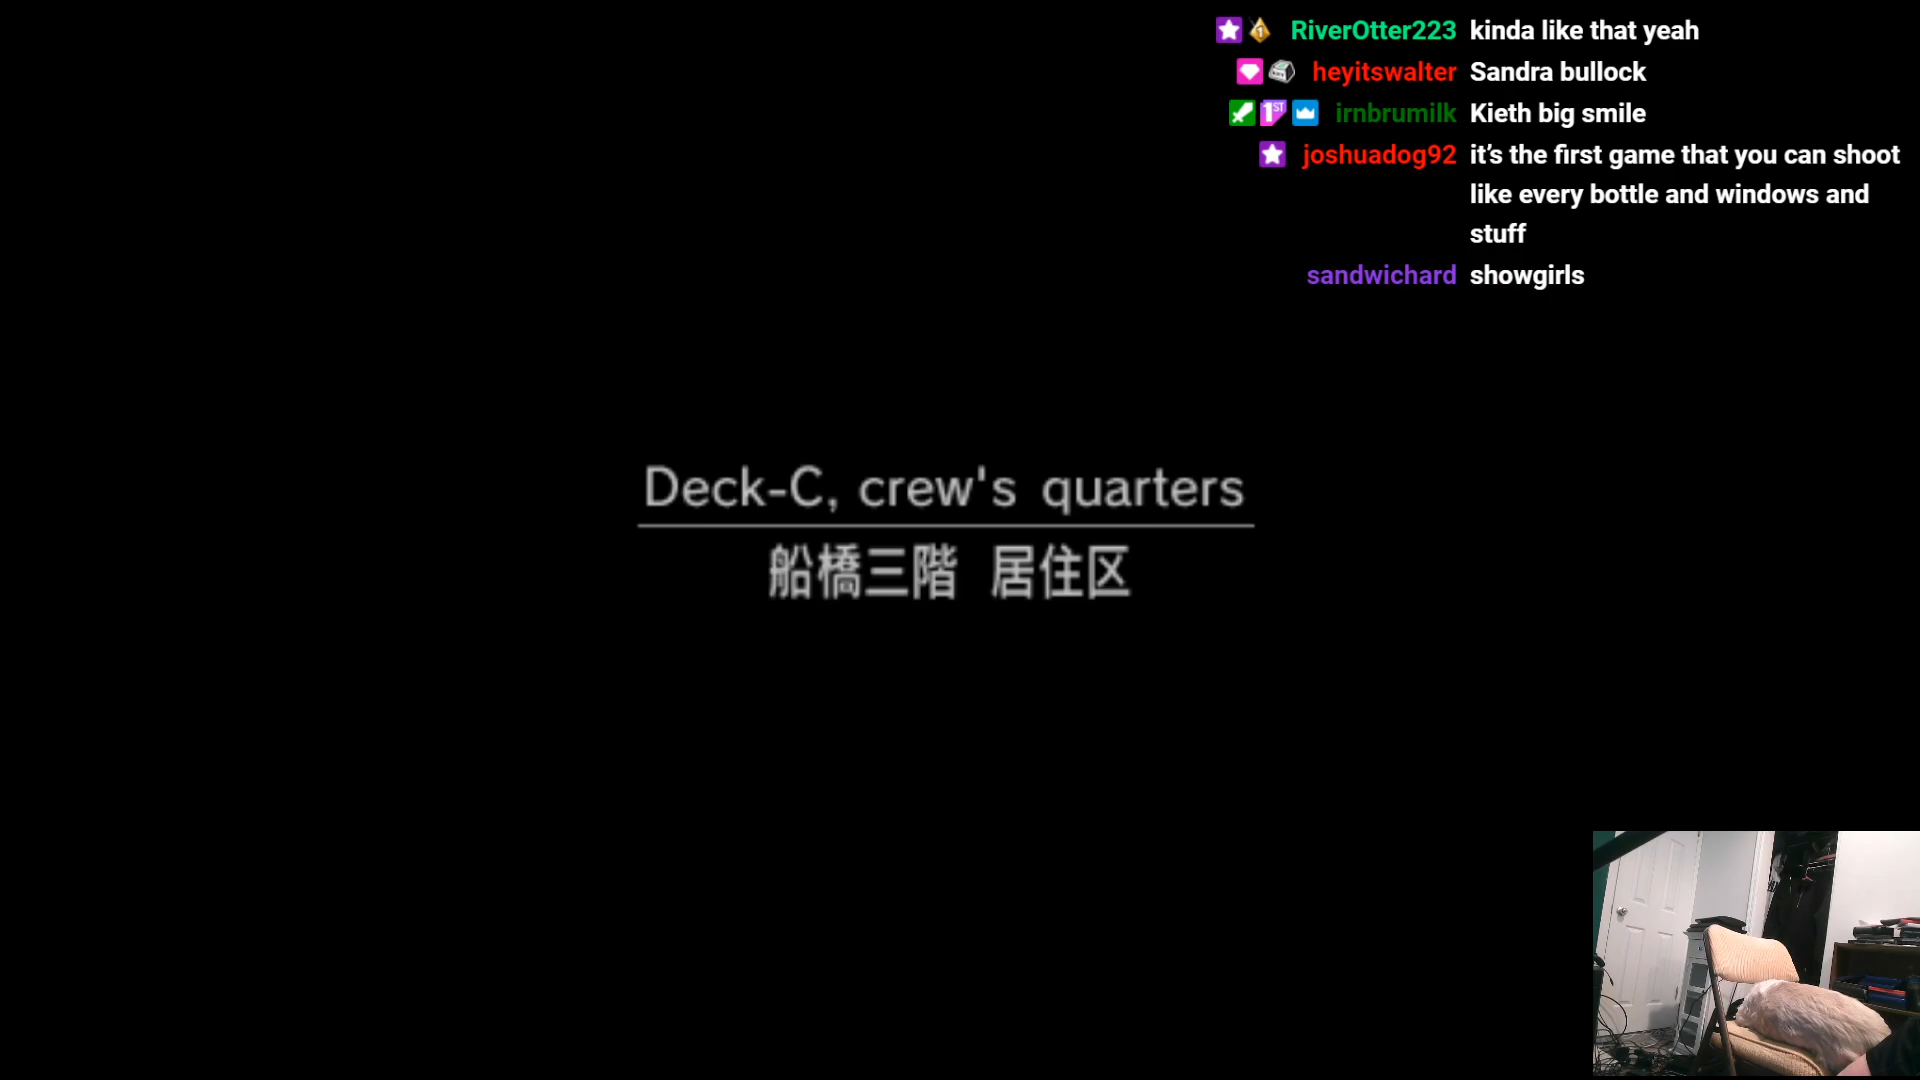 RiverOtter223 kinda like that yeah
heyitswalter Sandra bullock
1ST irnbrumilk Kieth big smile
joshuadog92 it’s the first game that you can shoot
like every bottle and windows and
stuff
sandwichard showgirls
Deck-C, crew's quarters
船橋三階 居住区